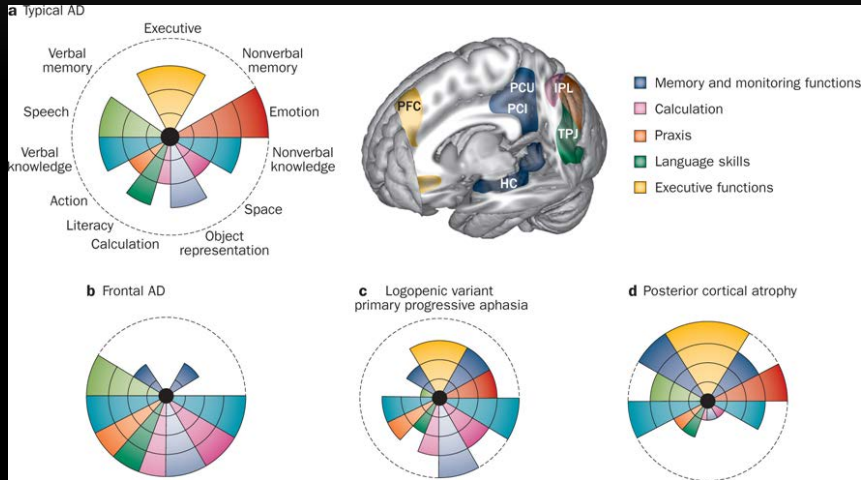 a Typical AD
Executive
Verbal
memory
Nonverbal
memory
Speech
Emotion
Verbal
knowledge
Nonverbal
knowledge
Action
Space
Literacy
Calculation
Object
representation
PFC
PCU
PCl
IPL
TPJ
HC
Memory and monitoring functions
Calculation
Praxis
Language skills
Executive functions
b Frontal AD
c Logopenic variant
primary progressive aphasia
d Posterior cortical atrophy